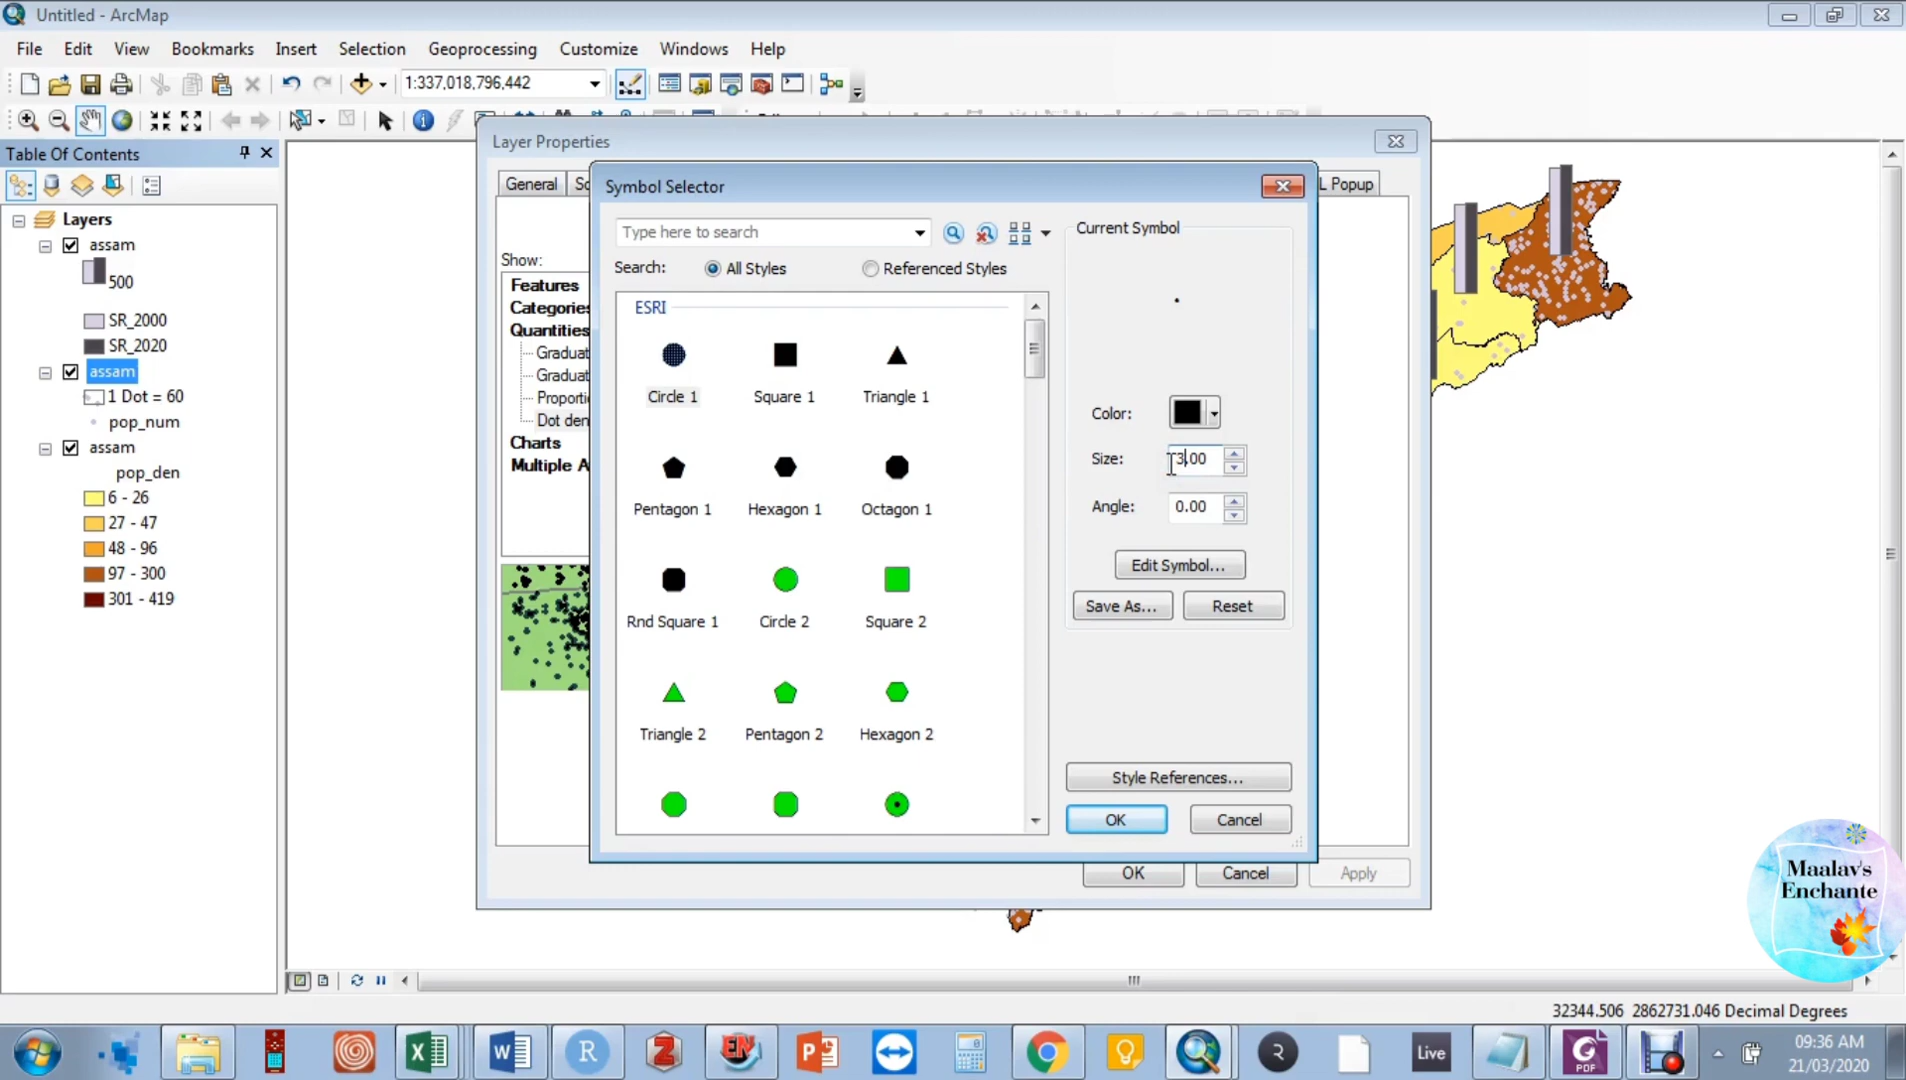 Untitled - ArcMap
File Edit View Bookmarks Insert Selection Geoprocessing Customize Windows Help
1:337,018,796,442
Table Of Contents
Layers
assam
500
SR_2000
SR_2020
assam
1 Dot = 60
pop_num
assam
pop_den
6 - 26
27 - 47
48 - 96
97 - 300
301 - 419
Layer Properties
General
L Popup
Show:
Features
Categories
Quantities
Charts
OK Cancel Apply
Symbol Selector
Type here to search
Search: All Styles Referenced Styles
ESRI
Circle 1 Square 1 Triangle 1
Pentagon 1 Hexagon 1 Octagon 1
Rnd Square 1 Circle 2 Square 2
Triangle 2 Pentagon 2 Hexagon 2
Current Symbol
Color:
Size: 3.00
Angle: 0.00
Edit Symbol...
Save As... Reset
Style References...
OK Cancel
Maalav's
Enchante
32344.506 2862731.046 Decimal Degrees
Live
PDF
09:36 AM
21/03/2020